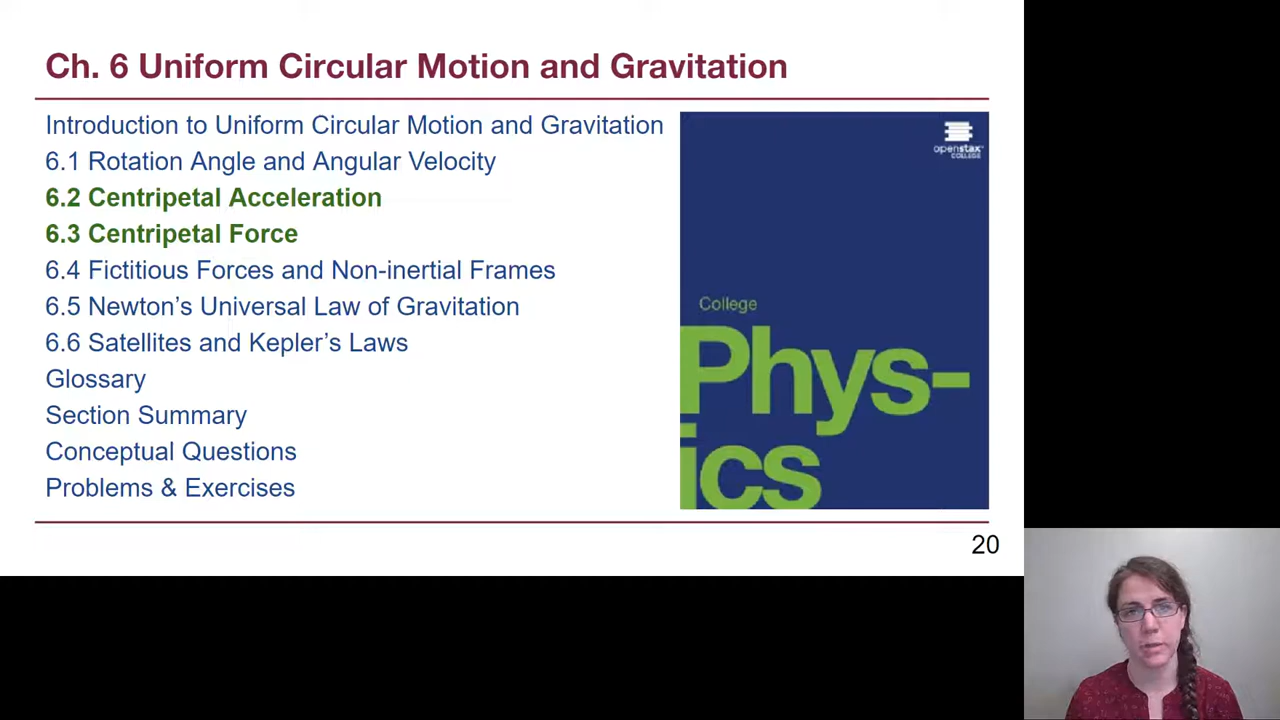 Ch. 6 Uniform Circular Motion and Gravitation
Introduction to Uniform Circular Motion and Gravitation
6.1 Rotation Angle and Angular Velocity
6.2 Centripetal Acceleration
6.3 Centripetal Force
6.4 Fictitious Forces and Non-inertial Frames
6.5 Newton’s Universal Law of Gravitation
6.6 Satellites and Kepler’s Laws
Glossary
Section Summary
Conceptual Questions
Problems & Exercises
openstax™
COLLEGE
College
Phys-
ics
20